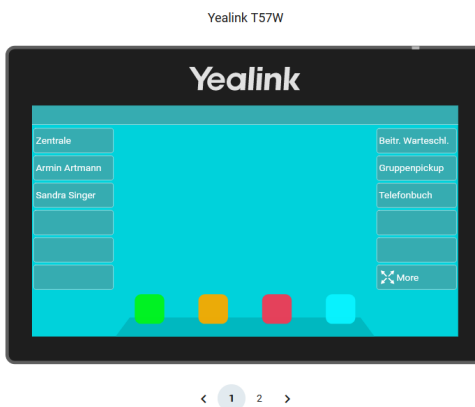 Yealink T57W
Yealink
Zentrale
Beitr. Warteschl.
Armin Artmann
Gruppenpickup
Sandra Singer
Telefonbuch
More
1 2